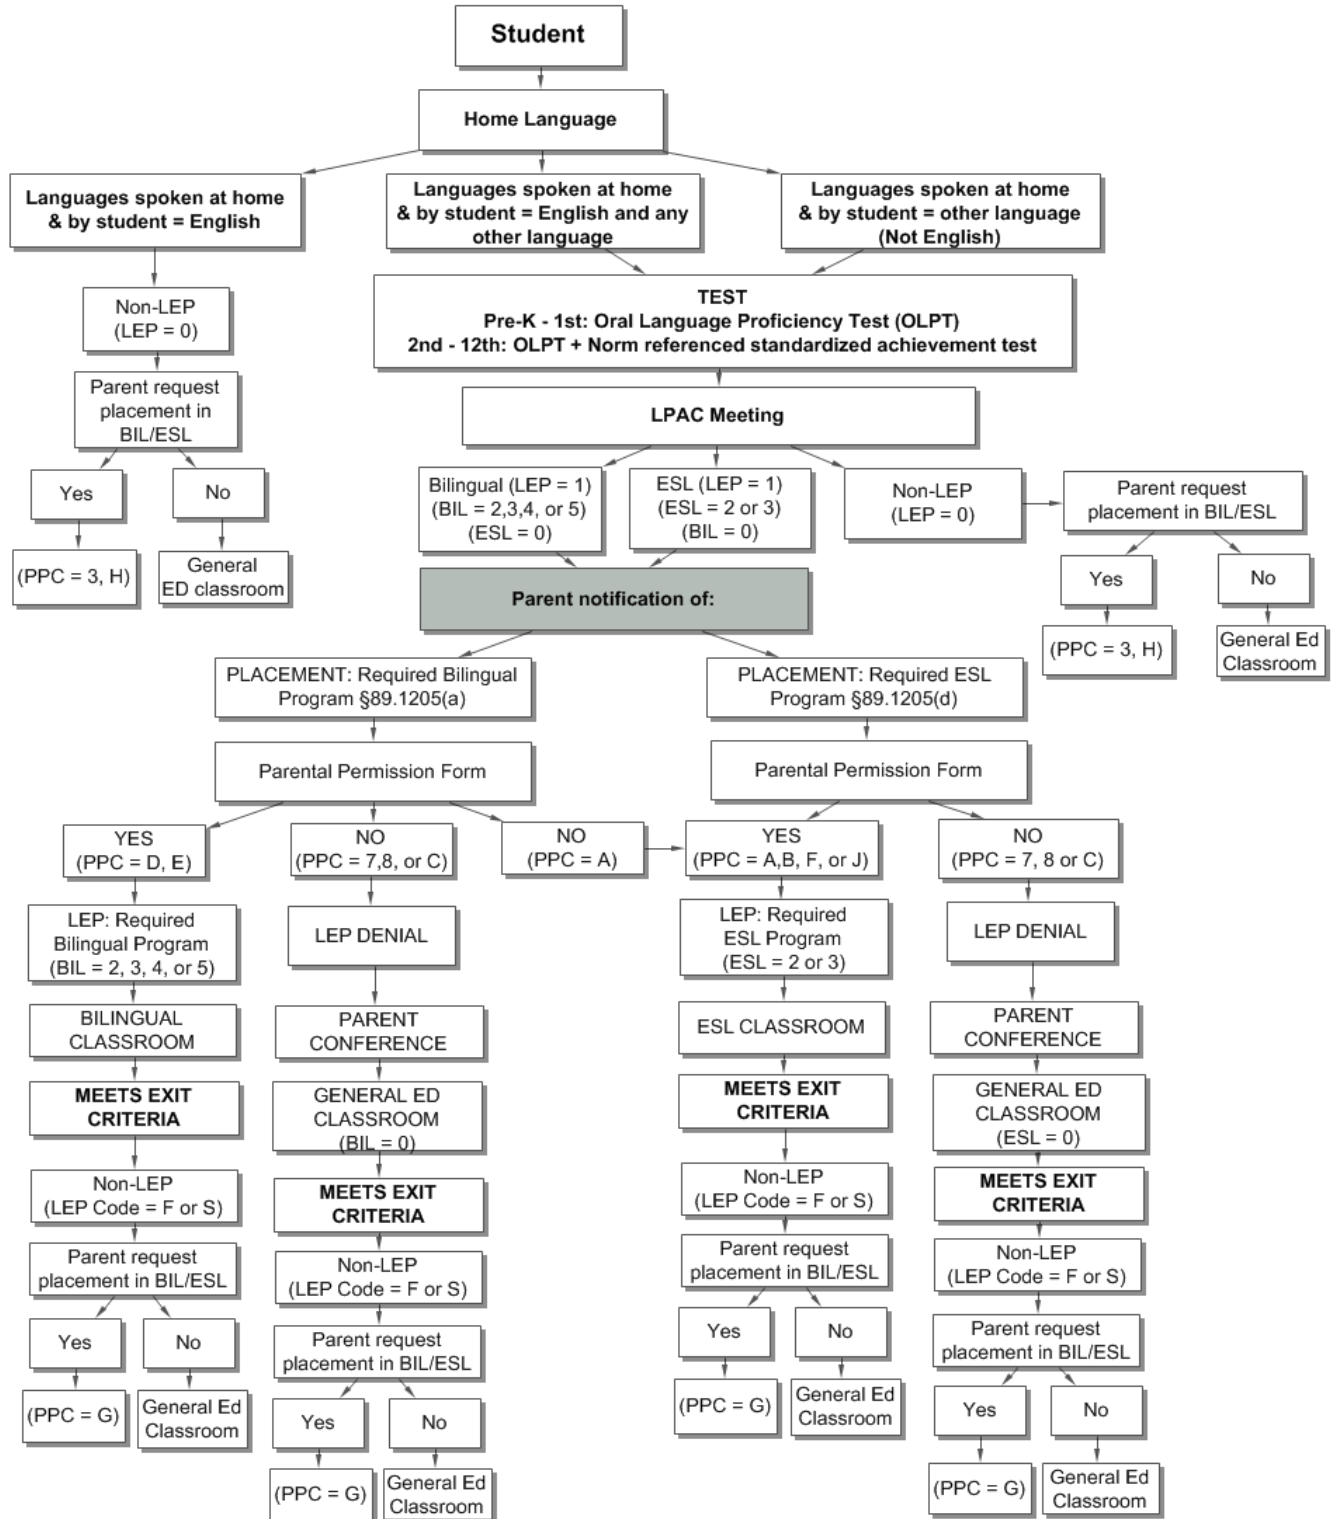 Student
Home Language
Languages spoken at home
& by student = English
Languages spoken at home
& by student = English and any
other language
Languages spoken at home
& by student = other language
(Not English)
Non-LEP
(LEP = 0)
Parent request
placement in
BIL/ESL
Yes
No
(PPC = 3, H)
General
ED classroom
TEST
Pre-K - 1st: Oral Language Proficiency Test (OLPT)
2nd - 12th: OLPT + Norm referenced standardized achievement test
LPAC Meeting
Bilingual (LEP = 1)
(BIL = 2,3,4, or 5)
(ESL = 0)
ESL (LEP = 1)
(ESL = 2 or 3)
(BIL = 0)
Non-LEP
(LEP = 0)
Parent request
placement in BIL/ESL
Yes
No
(PPC = 3, H)
General Ed
Classroom
Parent notification of:
PLACEMENT: Required Bilingual
Program §89.1205(a)
PLACEMENT: Required ESL
Program §89.1205(d)
Parental Permission Form
Parental Permission Form
YES
(PPC = D, E)
NO
(PPC = 7,8, or C)
NO
(PPC = A)
YES
(PPC = A,B, F, or J)
NO
(PPC = 7, 8 or C)
LEP: Required
Bilingual Program
(BIL = 2, 3, 4, or 5)
BILINGUAL
CLASSROOM
MEETS EXIT
CRITERIA
Non-LEP
(LEP Code = F or S)
Parent request
placement in BIL/ESL
Yes
No
(PPC = G)
General Ed
Classroom
LEP DENIAL
PARENT
CONFERENCE
GENERAL ED
CLASSROOM
(BIL = 0)
MEETS EXIT
CRITERIA
Non-LEP
(LEP Code = F or S)
Parent request
placement in BIL/ESL
Yes
No
(PPC = G)
General Ed
Classroom
LEP: Required
ESL Program
(ESL = 2 or 3)
ESL CLASSROOM
MEETS EXIT
CRITERIA
Non-LEP
(LEP Code = F or S)
Parent request
placement in BIL/ESL
Yes
No
(PPC = G)
General Ed
Classroom
LEP DENIAL
PARENT
CONFERENCE
GENERAL ED
CLASSROOM
(ESL = 0)
MEETS EXIT
CRITERIA
Non-LEP
(LEP Code = F or S)
Parent request
placement in BIL/ESL
Yes
No
(PPC = G)
General Ed
Classroom